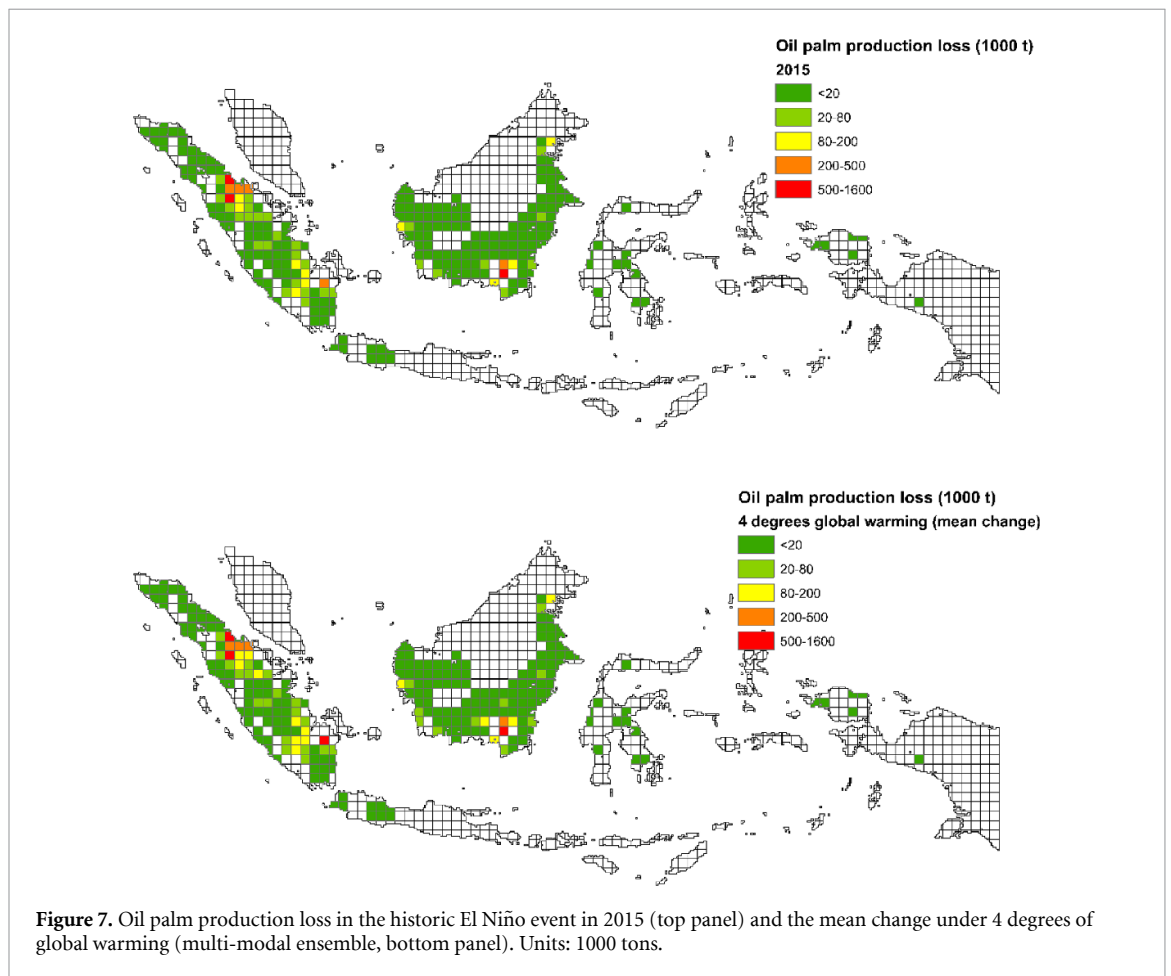 Oil palm production loss (1000 t)
2015
<20
20-80
80-200
200-500
500-1600
Oil palm production loss (1000 t)
4 degrees global warming (mean change)
<20
20-80
80-200
200-500
500-1600
Figure 7. Oil palm production loss in the historic El Niño event in 2015 (top panel) and the mean change under 4 degrees of
global warming (multi-modal ensemble, bottom panel). Units: 1000 tons.